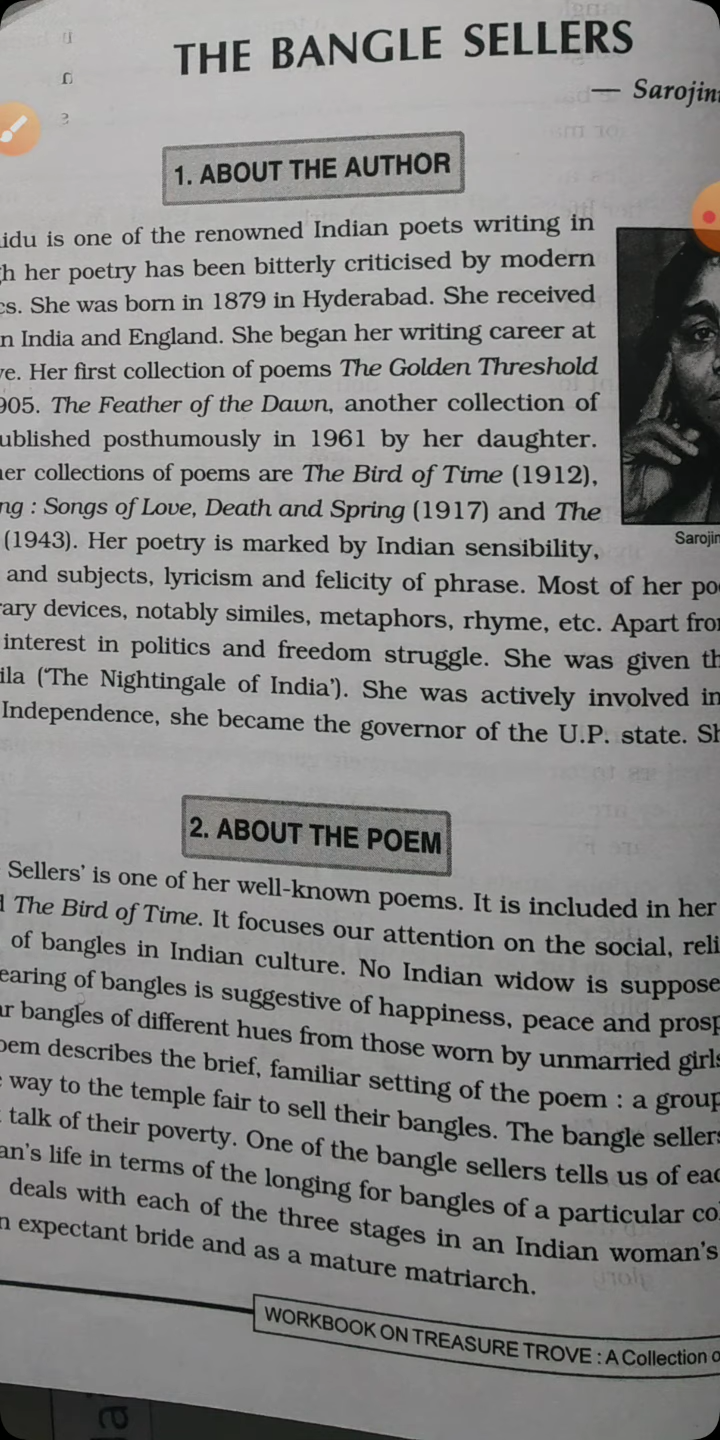 THE BANGLE SELLERS
— Sarojin
1. ABOUT THE AUTHOR
idu is one of the renowned Indian poets writing in
h her poetry has been bitterly criticised by modern
cs. She was born in 1879 in Hyderabad. She received
n India and England. She began her writing career at
ve. Her first collection of poems The Golden Threshold
905. The Feather of the Dawn, another collection of
ublished posthumously in 1961 by her daughter.
er collections of poems are The Bird of Time (1912),
ng : Songs of Love, Death and Spring (1917) and The
(1943). Her poetry is marked by Indian sensibility,
Sarojin
and subjects, lyricism and felicity of phrase. Most of her po
rary devices, notably similes, metaphors, rhyme, etc. Apart fro
interest in politics and freedom struggle. She was given th
ila ('The Nightingale of India'). She was actively involved in
Independence, she became the governor of the U.P. state. Sh
2. ABOUT THE POEM
Sellers' is one of her well-known poems. It is included in her
The Bird of Time. It focuses our attention on the social, reli
of bangles in Indian culture. No Indian widow is suppose
earing of bangles is suggestive of happiness, peace and prosp
ar bangles of different hues from those worn by unmarried girls
oem describes the brief, familiar setting of the poem : a group
way to the temple fair to sell their bangles. The bangle sellers
talk of their poverty. One of the bangle sellers tells us of eac
an's life in terms of the longing for bangles of a particular co
deals with each of the three stages in an Indian woman's
n expectant bride and as a mature matriarch.
WORKBOOK ON TREASURE TROVE : A Collection o